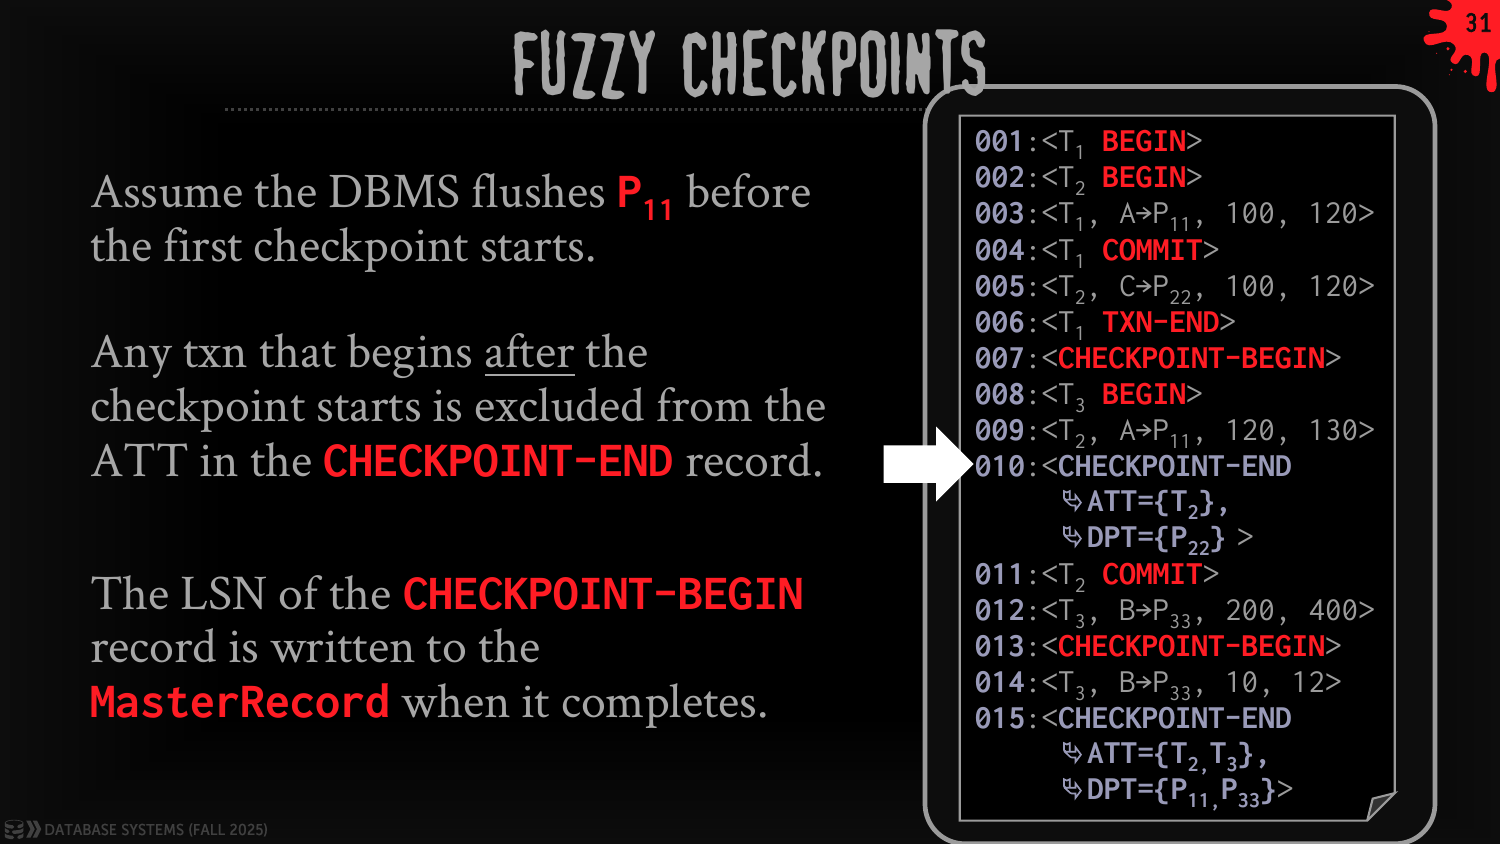 FUZZY CHECKPOINTS
31
Assume the DBMS flushes P11 before
the first checkpoint starts.
Any txn that begins after the
checkpoint starts is excluded from the
ATT in the CHECKPOINT-END record.
The LSN of the CHECKPOINT-BEGIN
record is written to the
MasterRecord when it completes.
001:<T1 BEGIN>
002:<T2 BEGIN>
003:<T1, A→P11, 100, 120>
004:<T1 COMMIT>
005:<T2, C→P22, 100, 120>
006:<T1 TXN-END>
007:<CHECKPOINT-BEGIN>
008:<T3 BEGIN>
009:<T2, A→P11, 120, 130>
010:<CHECKPOINT-END
ATT={T2},
DPT={P22} >
011:<T2 COMMIT>
012:<T3, B→P33, 200, 400>
013:<CHECKPOINT-BEGIN>
014:<T3, B→P33, 10, 12>
015:<CHECKPOINT-END
ATT={T2,T3},
DPT={P11,P33}>
DATABASE SYSTEMS (FALL 2025)